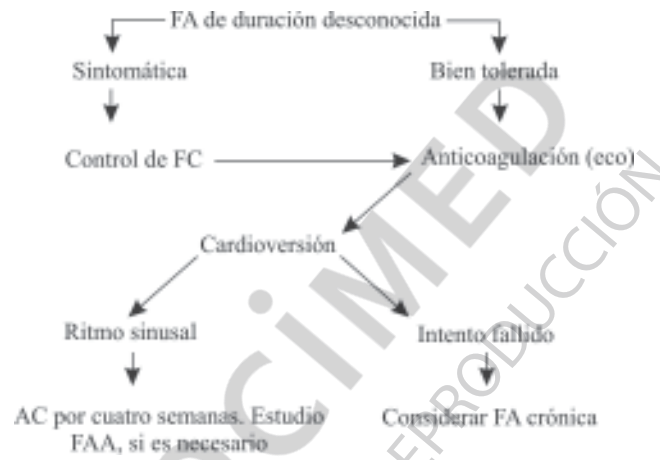 FA de duración desconocida
Sintomática
Bien tolerada
Control de FC
Anticoagulación (eco)
Cardioversión
Ritmo sinusal
Intento fallido
AC por cuatro semanas. Estudio
FAA, si es necesario
Considerar FA crónica